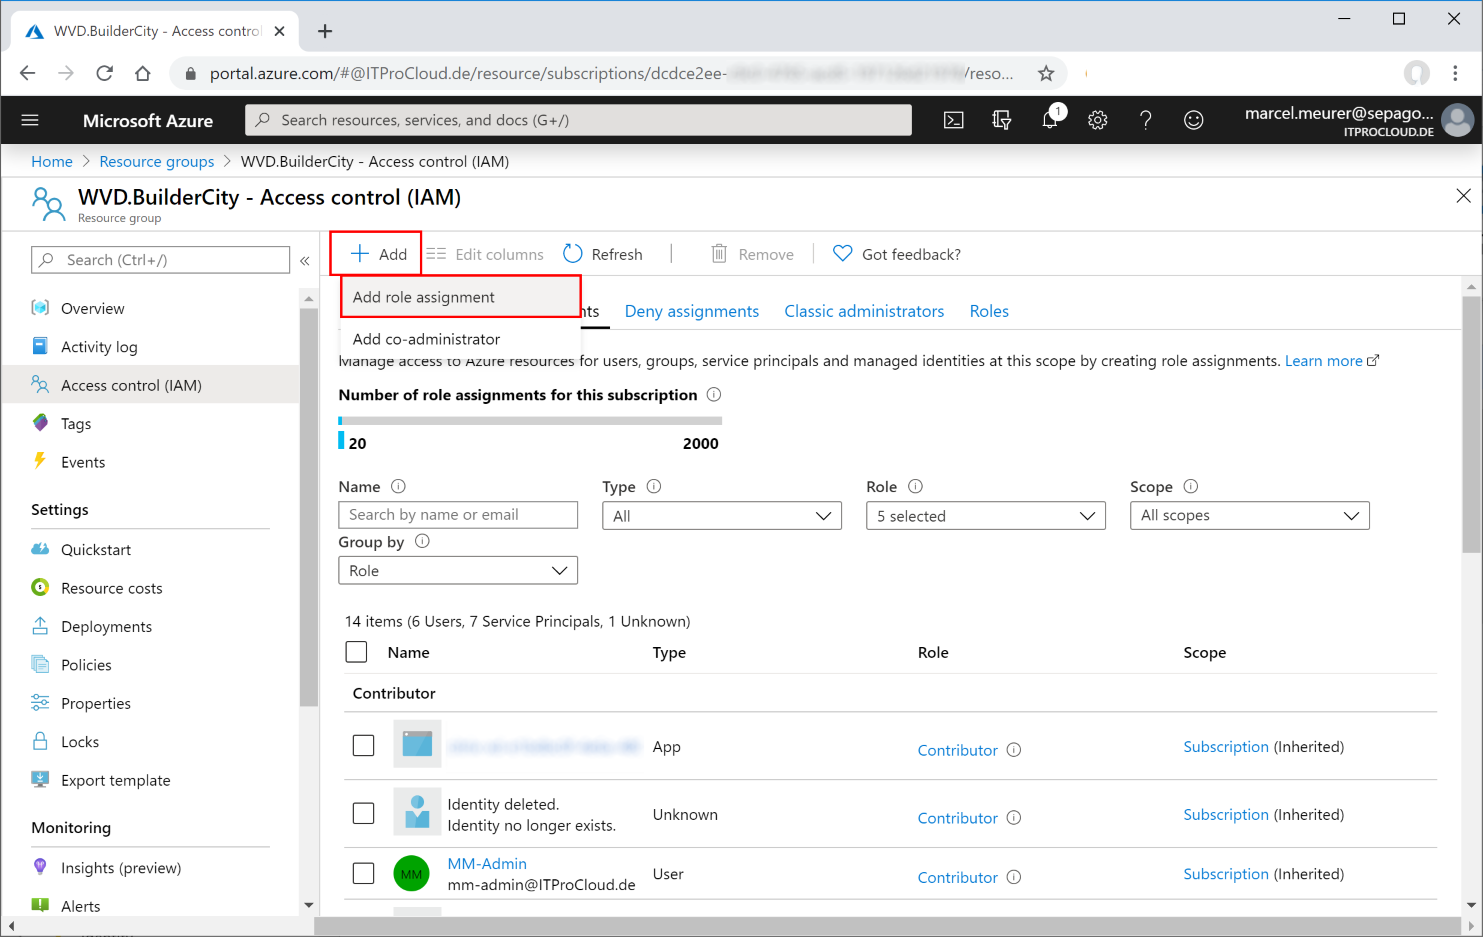 WVD.BuilderCity - Access control
portal.azure.com/#@ITProCloud.de/resource/subscriptions/dcdce2ee- /reso...
Microsoft Azure
Search resources, services, and docs (G+/)
1
marcel.meurer@sepago...
ITPROCLOUD.DE
Home > Resource groups > WVD.BuilderCity - Access control (IAM)
WVD.BuilderCity - Access control (IAM)
Resource group
Search (Ctrl+/)
«
Overview
Activity log
Access control (IAM)
Tags
Events
Settings
Quickstart
Resource costs
Deployments
Policies
Properties
Locks
Export template
Monitoring
Insights (preview)
Alerts
Add
Edit columns
Refresh
Remove
Got feedback?
Add role assignment
Add co-administrator
nts
Deny assignments
Classic administrators
Roles
Manage access to Azure resources for users, groups, service principals and managed identities at this scope by creating role assignments. Learn more
Number of role assignments for this subscription
20 2000
Name
Type
Role
Scope
Search by name or email
All
5 selected
All scopes
Group by
Role
14 items (6 Users, 7 Service Principals, 1 Unknown)
Name Type Role Scope
Contributor
App Contributor Subscription (Inherited)
Identity deleted.
Identity no longer exists.
Unknown Contributor Subscription (Inherited)
MM
MM-Admin
mm-admin@ITProCloud.de
User Contributor Subscription (Inherited)